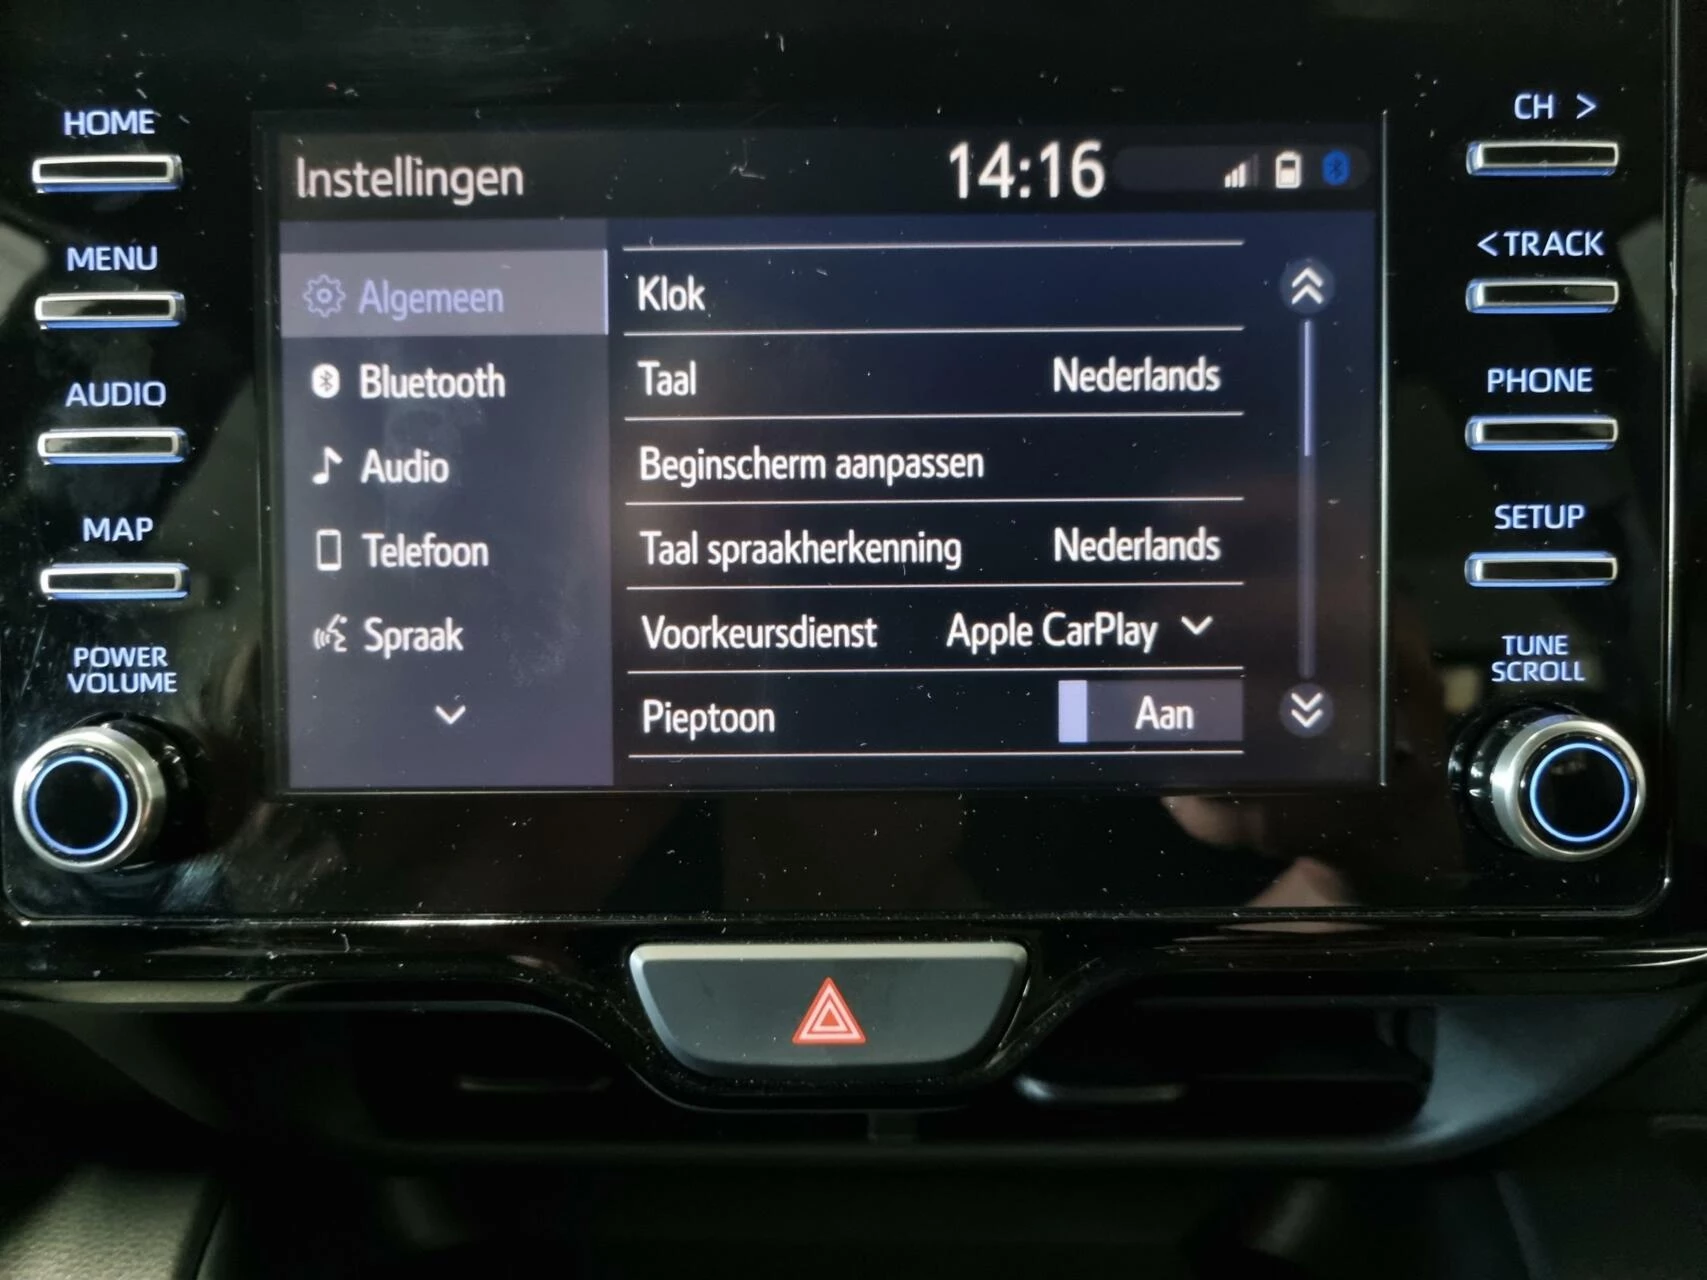 HOME
MENU
AUDIO
MAP
POWER
VOLUME
Instellingen 14:16
Algemeen
Bluetooth
Audio
Telefoon
Spraak
Klok
Taal Nederlands
Beginscherm aanpassen
Taal spraakherkenning Nederlands
Voorkeursdienst Apple CarPlay
Pieptoon Aan
CH >
< TRACK
PHONE
SETUP
TUNE
SCROLL